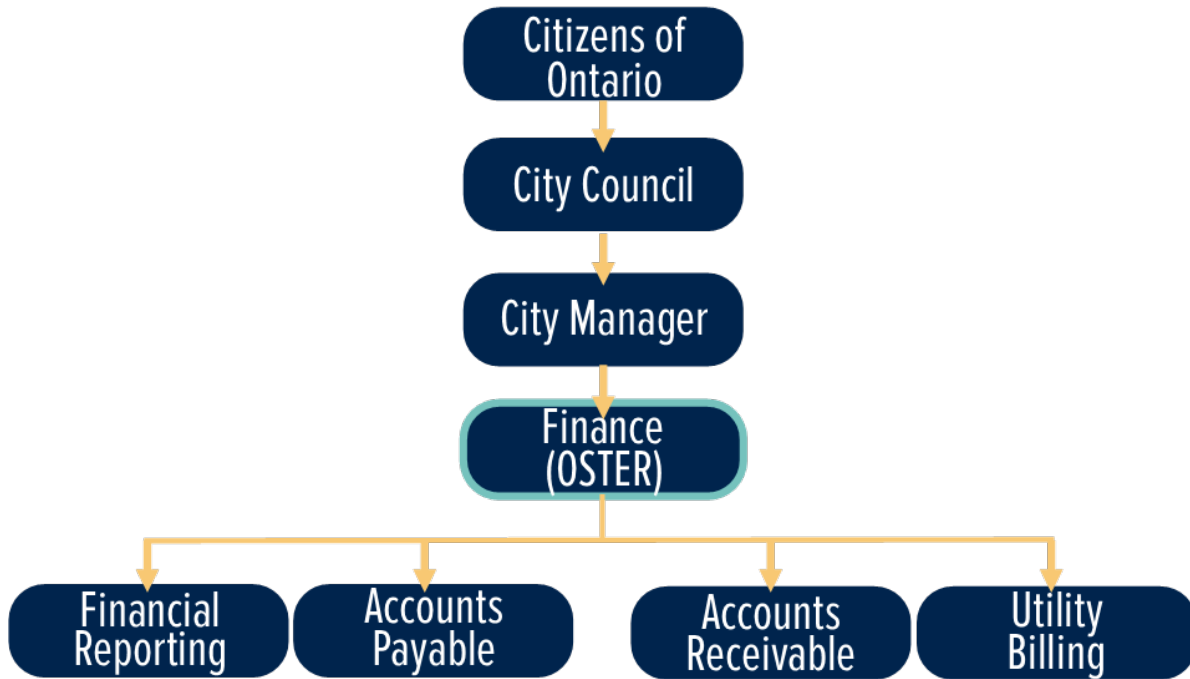 Citizens of
Ontario
City Council
City Manager
Finance
(OSTER)
Financial
Reporting
Accounts
Payable
Accounts
Receivable
Utility
Billing